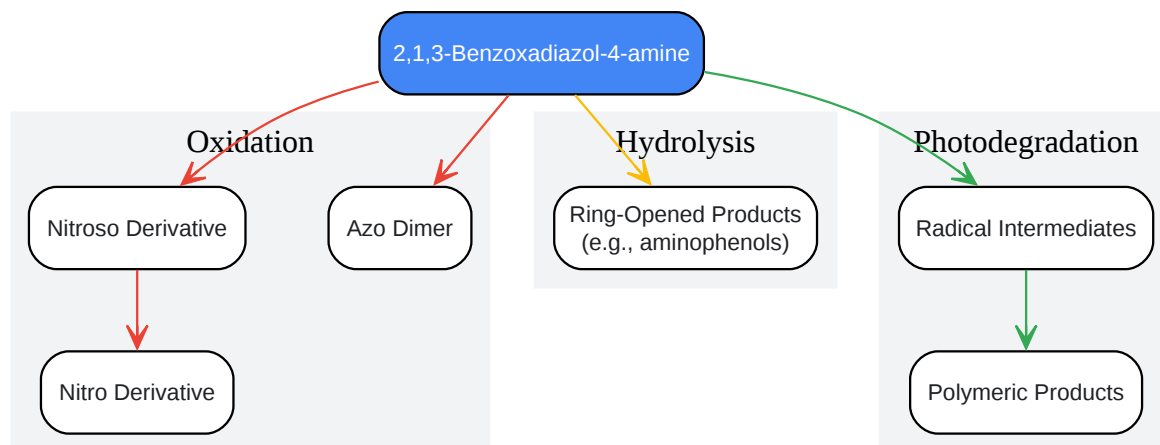 2,1,3-Benzoxadiazol-4-amine
Oxidation
Hydrolysis
Photodegradation
Nitroso Derivative
Azo Dimer
Ring-Opened Products
(e.g., aminophenols)
Radical Intermediates
Nitro Derivative
Polymeric Products